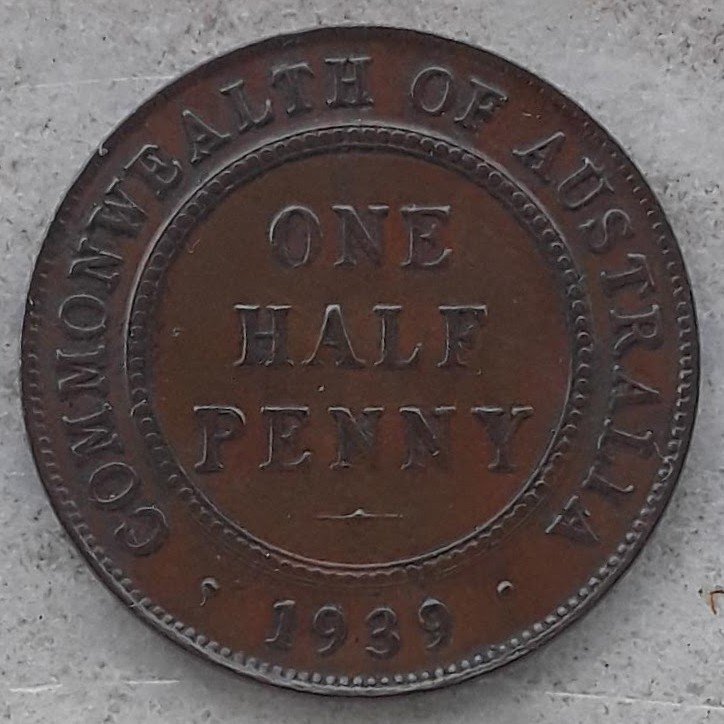 COMMONWEALTH OF AUSTRALIA
ONE
HALF
PENNY
1939